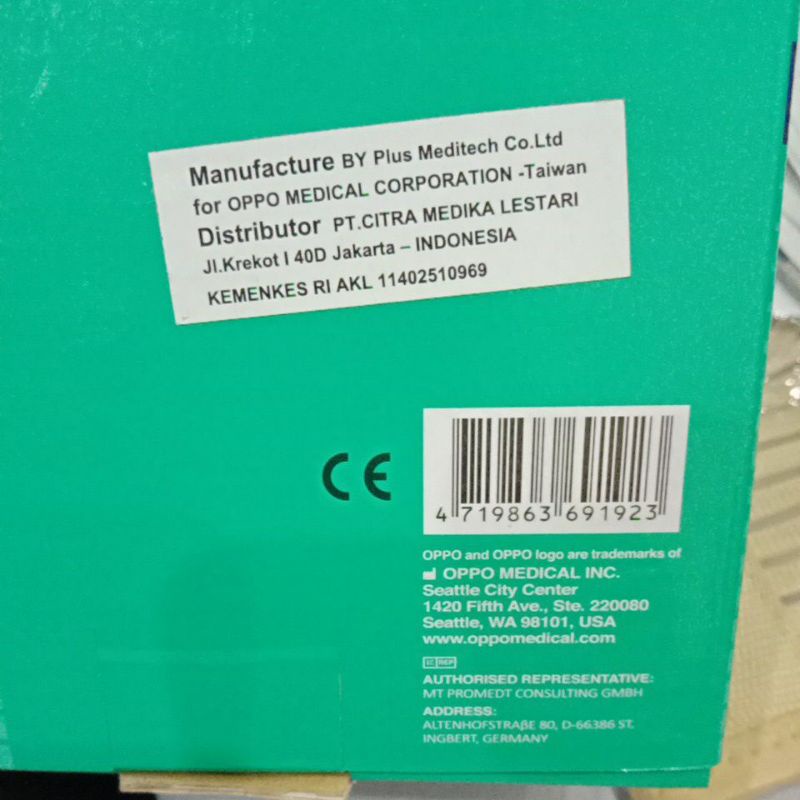 Manufacture BY Plus Meditech Co.Ltd
for OPPO MEDICAL CORPORATION -Taiwan
Distributor PT.CITRA MEDIKA LESTARI
Jl.Krekot I 40D Jakarta – INDONESIA
KEMENKES RI AKL 11402510969
CE
4 719863 691923
OPPO and OPPO logo are trademarks of
OPPO MEDICAL INC.
Seattle City Center
1420 Fifth Ave., Ste. 220080
Seattle, WA 98101, USA
www.oppomedical.com
EC REP
AUTHORISED REPRESENTATIVE:
MT PROMEDT CONSULTING GMBH
ADDRESS:
ALTENHOFSTRAßE 80, D-66386 ST.
INGBERT, GERMANY